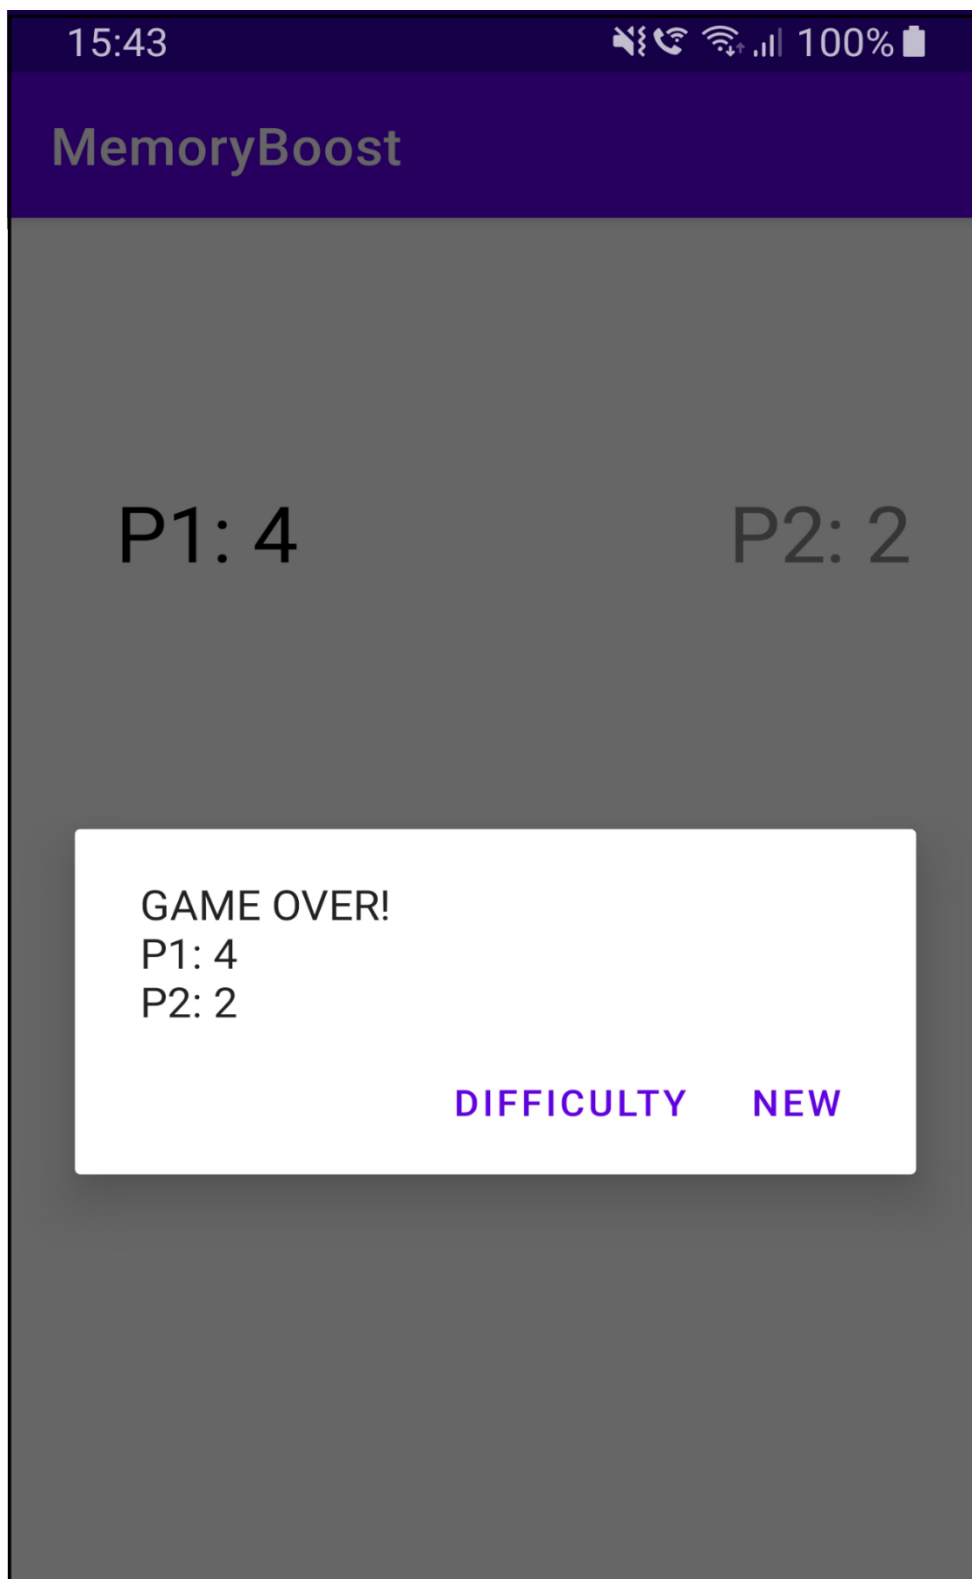 15:43 100%
MemoryBoost
P1: 4 P2: 2
GAME OVER!
P1: 4
P2: 2
DIFFICULTY NEW